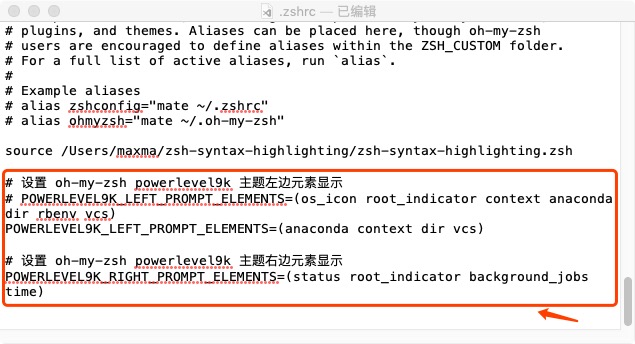 .zshrc — 已编辑
# plugins, and themes. Aliases can be placed here, though oh-my-zsh
# users are encouraged to define aliases within the ZSH_CUSTOM folder.
# For a full list of active aliases, run `alias`.
#
# Example aliases
# alias zshconfig="mate ~/.zshrc"
# alias ohmyzsh="mate ~/.oh-my-zsh"
source /Users/maxma/zsh-syntax-highlighting/zsh-syntax-highlighting.zsh
# 设置 oh-my-zsh powerlevel9k 主题左边元素显示
# POWERLEVEL9K_LEFT_PROMPT_ELEMENTS=(os_icon root_indicator context anaconda
dir rbenv vcs)
POWERLEVEL9K_LEFT_PROMPT_ELEMENTS=(anaconda context dir vcs)
# 设置 oh-my-zsh powerlevel9k 主题右边元素显示
POWERLEVEL9K_RIGHT_PROMPT_ELEMENTS=(status root_indicator background_jobs
time)